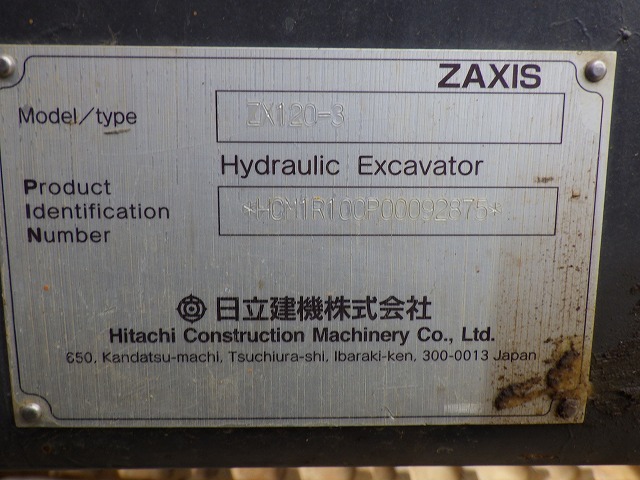 ZAXIS
Model/type ZX120-3
Hydraulic Excavator
Product
Identification *HCM1R100P00092875*
Number
日立建機株式会社
Hitachi Construction Machinery Co., Ltd.
650, Kandatsu-machi, Tsuchiura-shi, Ibaraki-ken, 300-0013 Japan